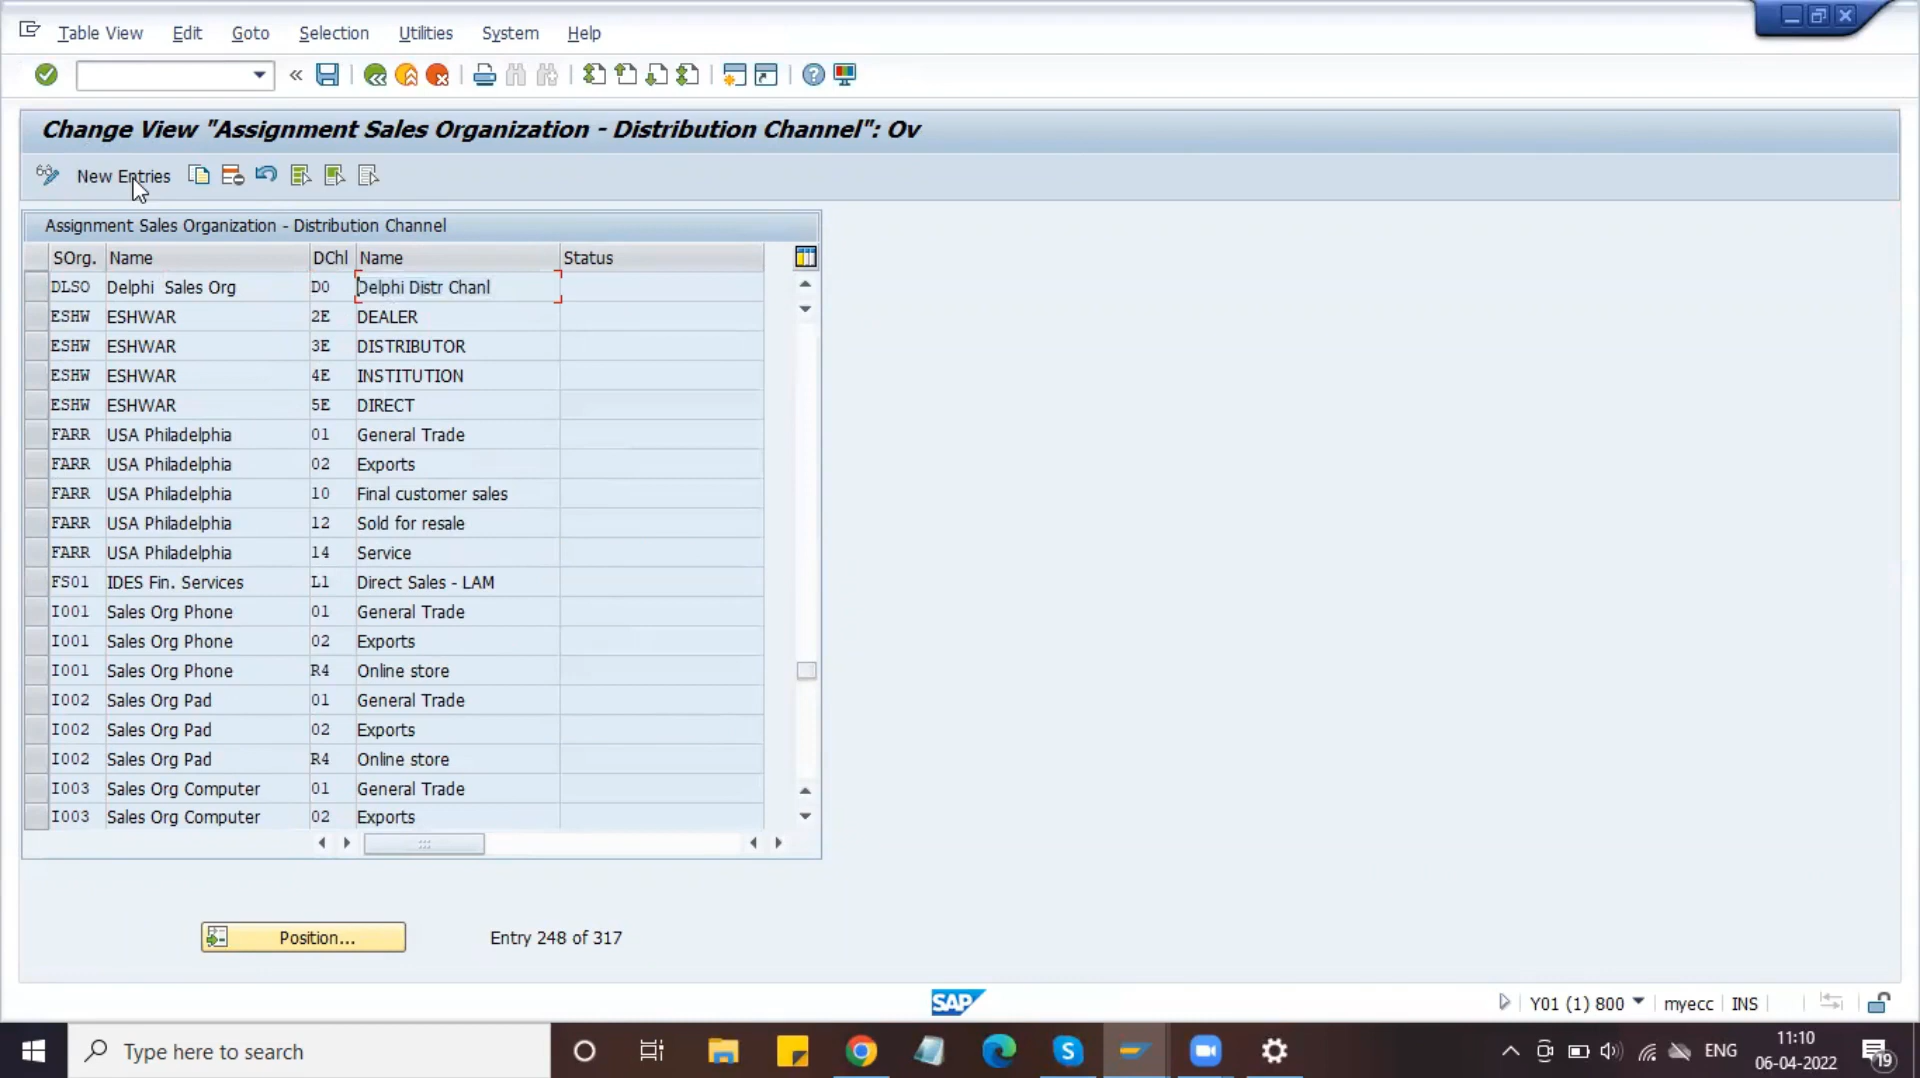 Table View Edit Goto Selection Utilities System Help
Change View "Assignment Sales Organization - Distribution Channel": Ov
New Entries
Assignment Sales Organization - Distribution Channel
SOrg. Name DChl Name Status
DLSO Delphi Sales Org D0 Delphi Distr Chanl
ESHW ESHWAR 2E DEALER
ESHW ESHWAR 3E DISTRIBUTOR
ESHW ESHWAR 4E INSTITUTION
ESHW ESHWAR 5E DIRECT
FARR USA Philadelphia 01 General Trade
FARR USA Philadelphia 02 Exports
FARR USA Philadelphia 10 Final customer sales
FARR USA Philadelphia 12 Sold for resale
FARR USA Philadelphia 14 Service
FS01 IDES Fin. Services L1 Direct Sales - LAM
I001 Sales Org Phone 01 General Trade
I001 Sales Org Phone 02 Exports
I001 Sales Org Phone R4 Online store
I002 Sales Org Pad 01 General Trade
I002 Sales Org Pad 02 Exports
I002 Sales Org Pad R4 Online store
I003 Sales Org Computer 01 General Trade
I003 Sales Org Computer 02 Exports
Position... Entry 248 of 317
SAP Y01 (1) 800 myecc INS
Type here to search ENG 11:10
06-04-2022 19